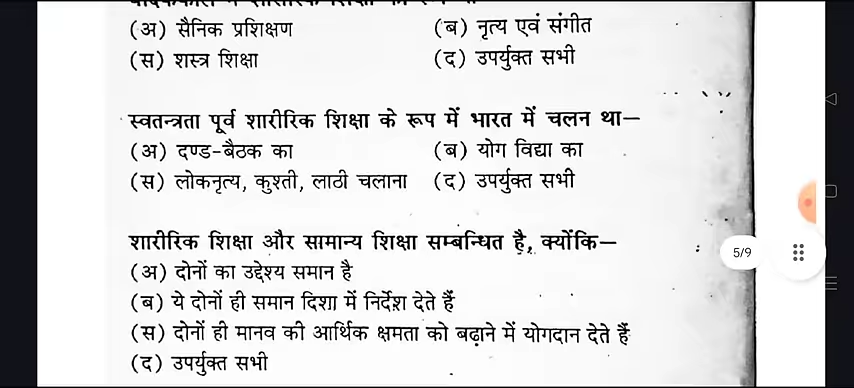 (अ) सैनिक प्रशिक्षण (ब) नृत्य एवं संगीत
(स) शस्त्र शिक्षा (द) उपर्युक्त सभी
स्वतन्त्रता पूर्व शारीरिक शिक्षा के रूप में भारत में चलन था—
(अ) दण्ड-बैठक का (ब) योग विद्या का
(स) लोकनृत्य, कुश्ती, लाठी चलाना (द) उपर्युक्त सभी
शारीरिक शिक्षा और सामान्य शिक्षा सम्बन्धित है, क्योंकि—
(अ) दोनों का उद्देश्य समान है
5/9
(ब) ये दोनों ही समान दिशा में निर्देश देते हैं
(स) दोनों ही मानव की आर्थिक क्षमता को बढ़ाने में योगदान देते हैं
(द) उपर्युक्त सभी